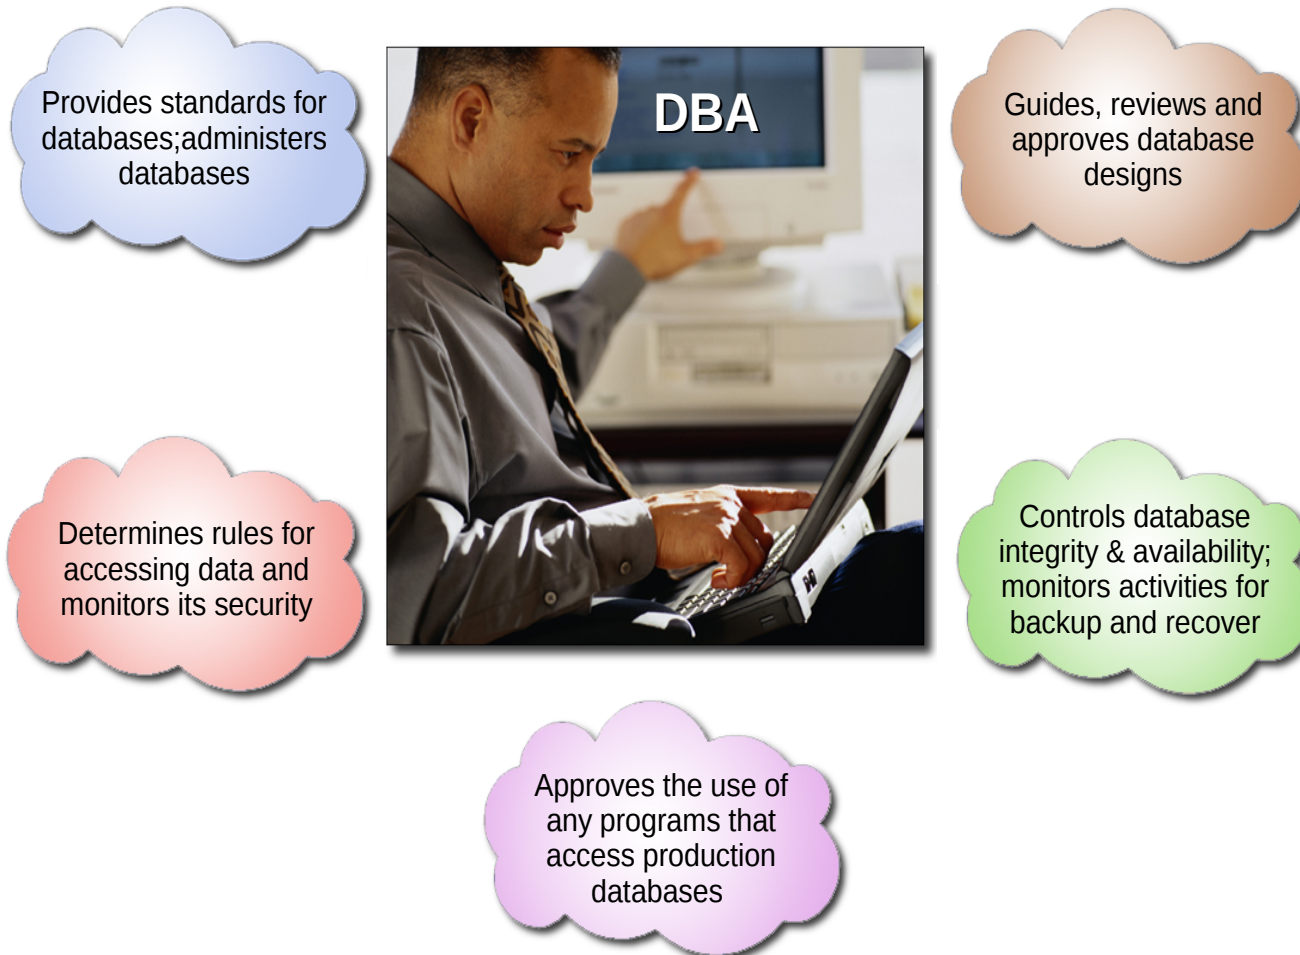 Provides standards for
databases;administers
databases
DBA
Guides, reviews and
approves database
designs
Determines rules for
accessing data and
monitors its security
Controls database
integrity & availability;
monitors activities for
backup and recover
Approves the use of
any programs that
access production
databases